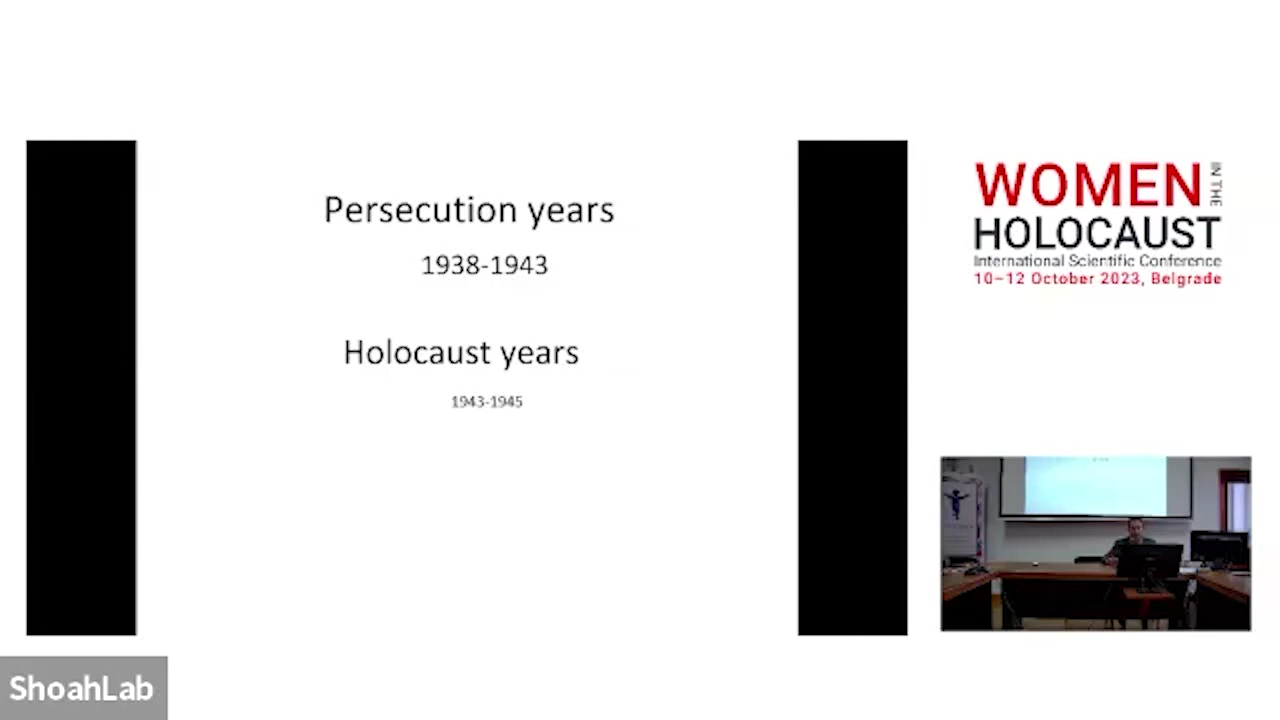 Persecution years
1938-1943
Holocaust years
1943-1945
WOMEN IN THE
HOLOCAUST
International Scientific Conference
10–12 October 2023, Belgrade
ShoahLab